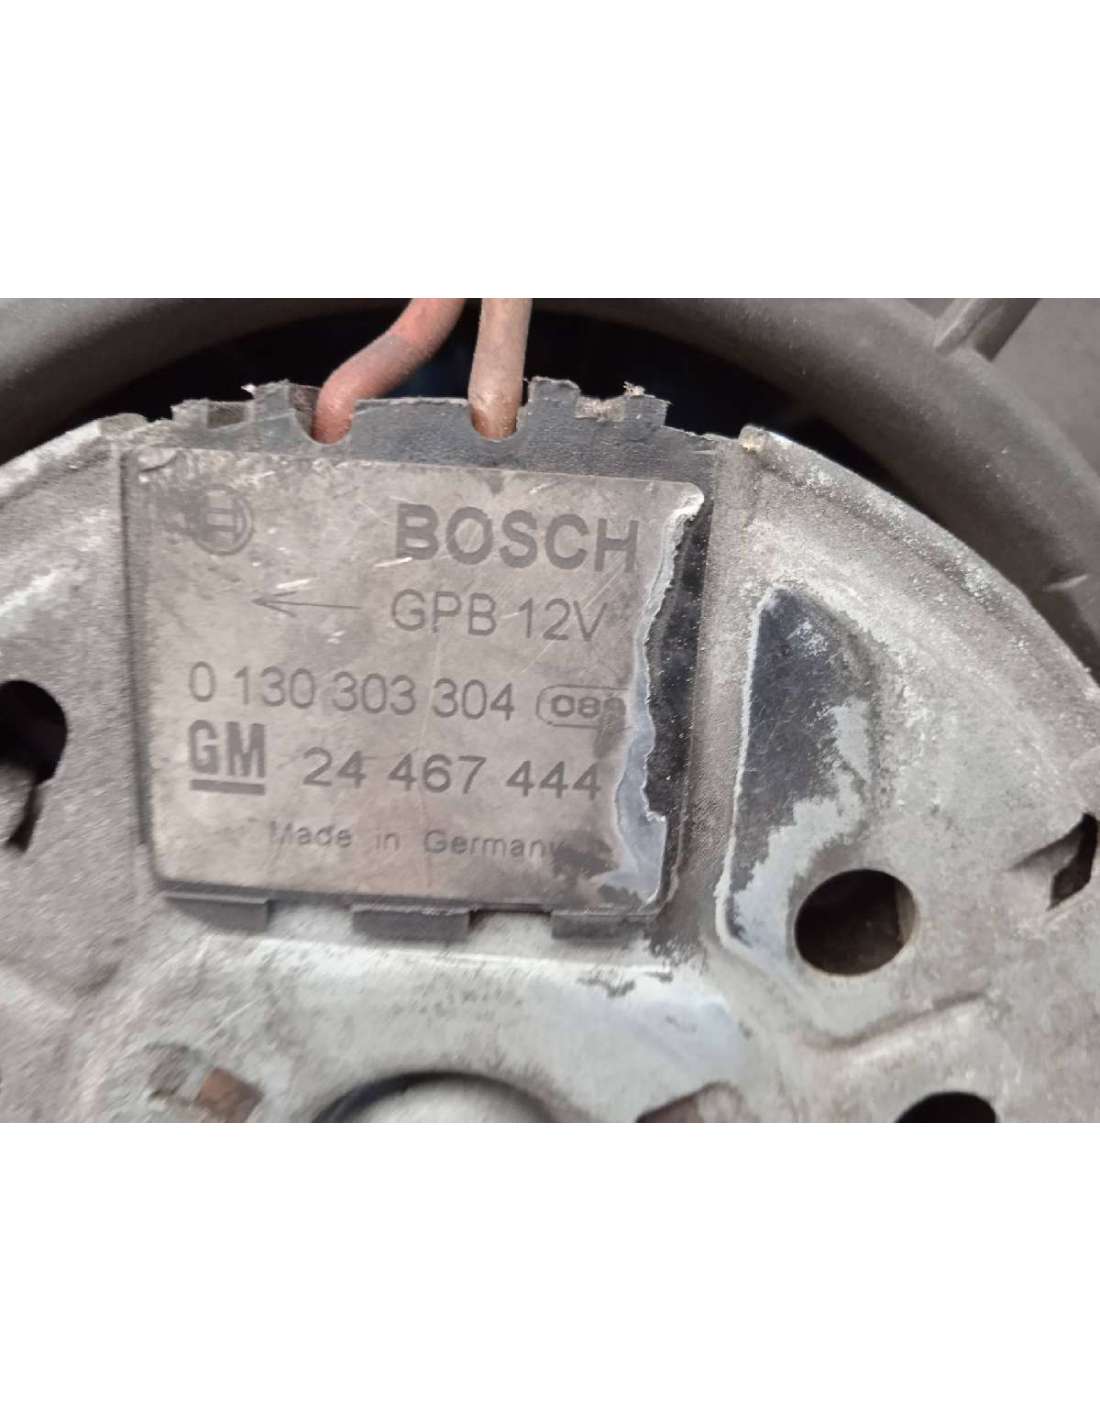 BOSCH
GPB 12V
0 130 303 304
GM 24 467 444
Made in Germany